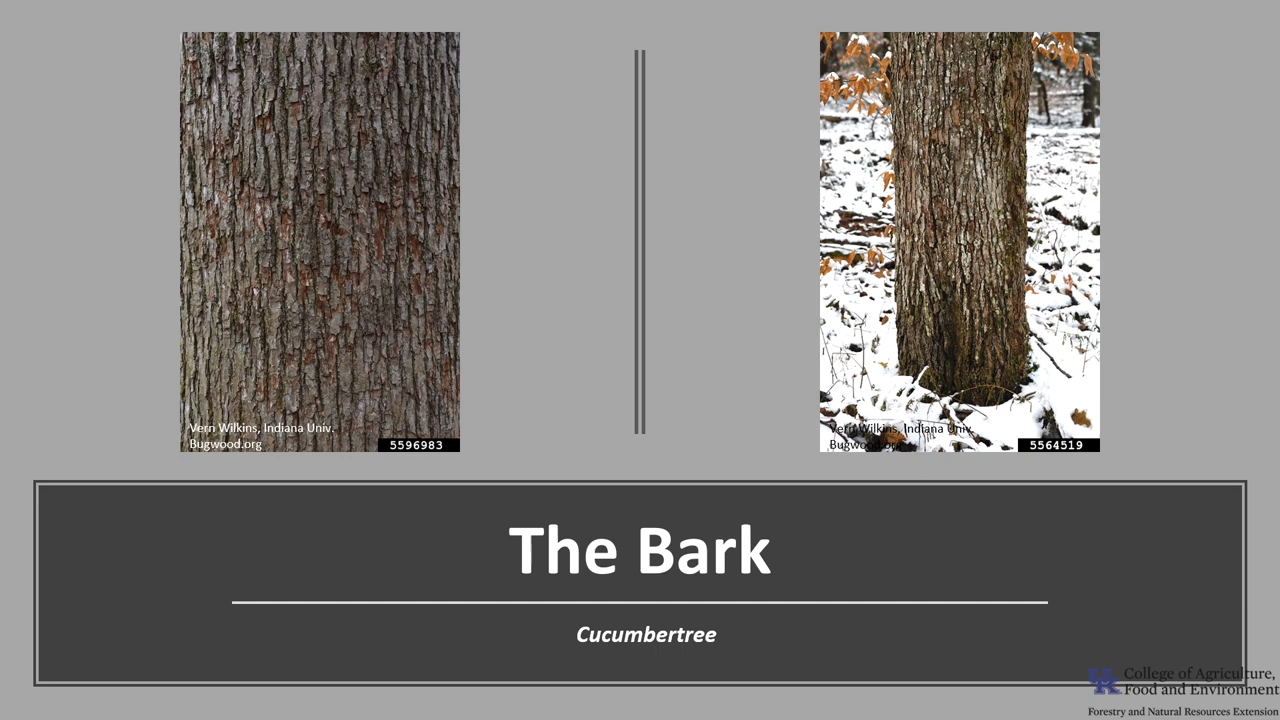 Vern Wilkins, Indiana Univ.
Bugwood.org
5596983
Vern Wilkins, Indiana Univ.
Bugwood.org
5564519
The Bark
Cucumbertree
UK
College of Agriculture,
Food and Environment
Forestry and Natural Resources Extension